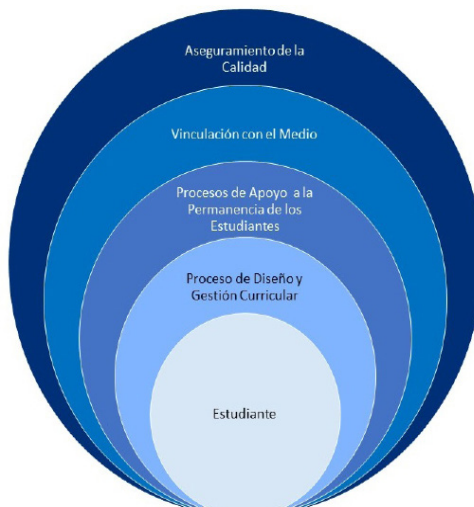 Aseguramiento de la
Calidad
Vinculación con el Medio
Procesos de Apoyo a la
Permanencia de los
Estudiantes
Proceso de Diseño y
Gestión Curricular
Estudiante